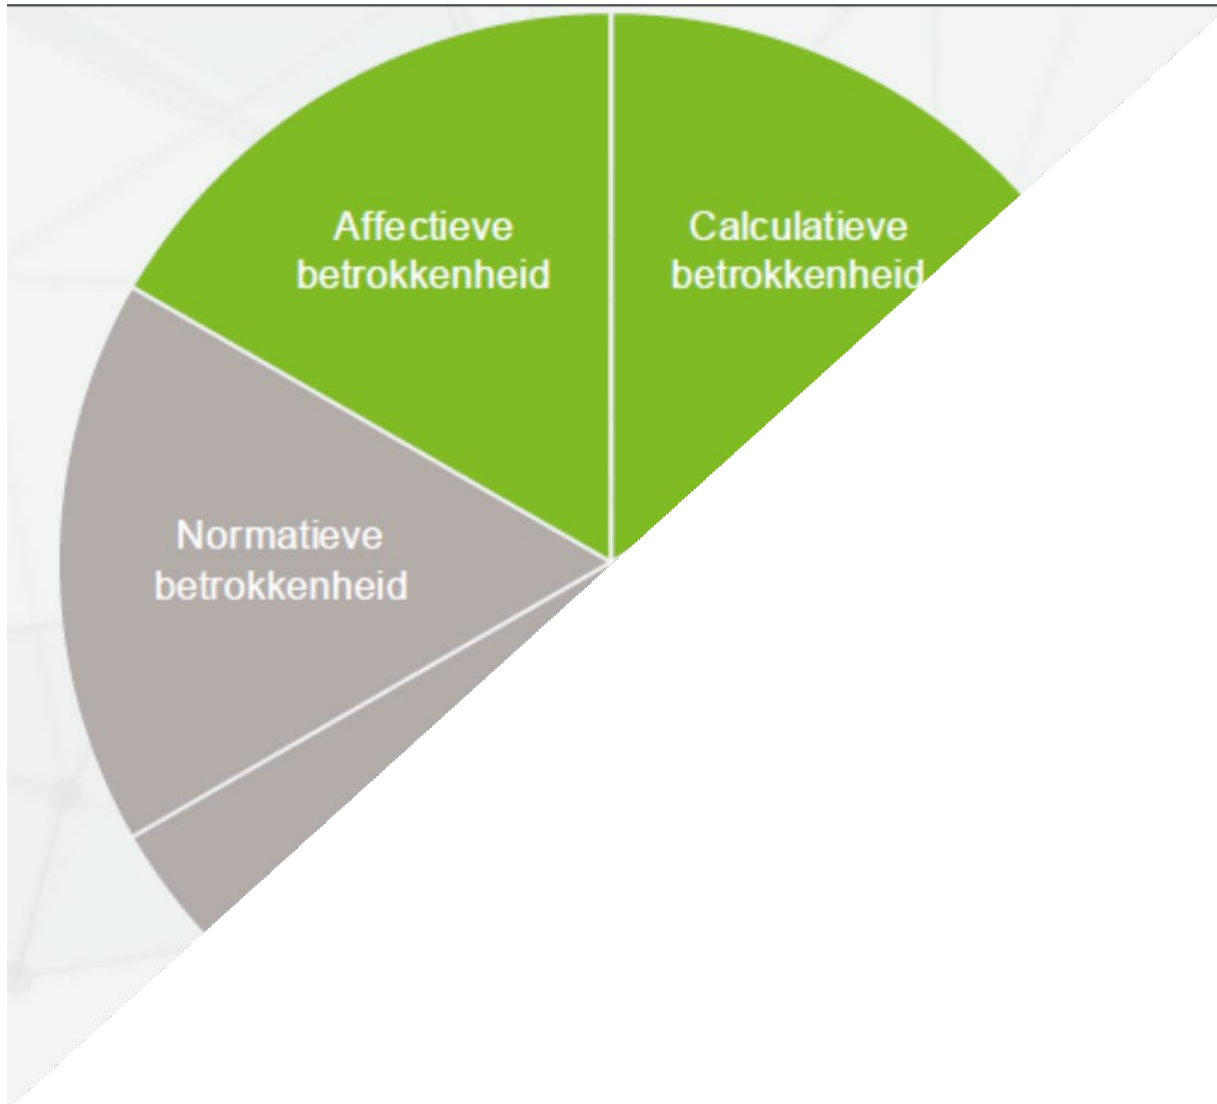 Affectieve
betrokkenheid
Calculatieve
betrokkenheid
Normatieve
betrokkenheid